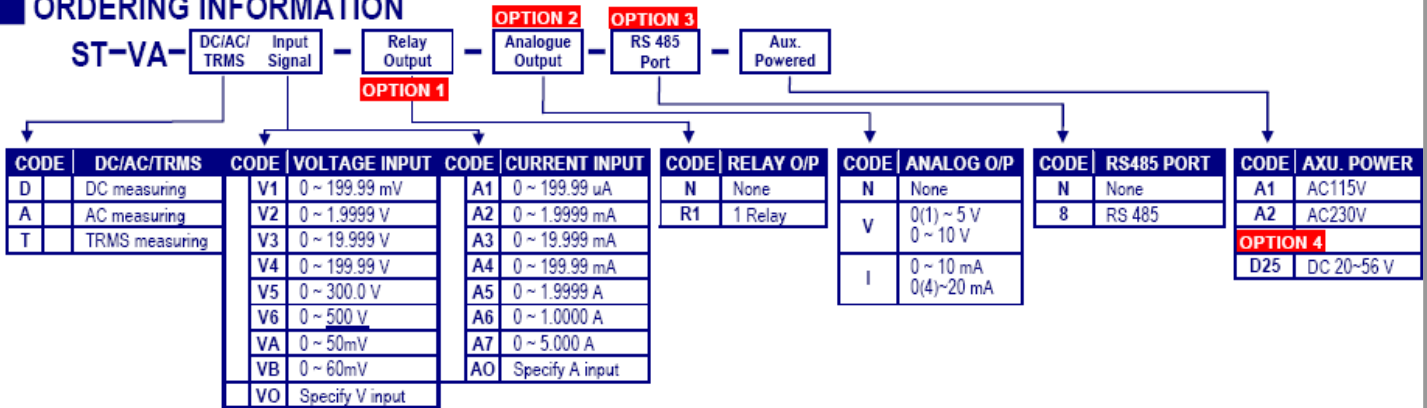 ORDERING INFORMATION
OPTION 2
OPTION 3
ST-VA- DC/AC/ TRMS Input Signal - Relay Output - Analogue Output - RS 485 Port - Aux. Powered
OPTION 1
CODE DC/AC/TRMS
D DC measuring
A AC measuring
T TRMS measuring
CODE VOLTAGE INPUT
V1 0 ~ 199.99 mV
V2 0 ~ 1.9999 V
V3 0 ~ 19.999 V
V4 0 ~ 199.99 V
V5 0 ~ 300.0 V
V6 0 ~ 500 V
VA 0 ~ 50mV
VB 0 ~ 60mV
VO Specify V input
CODE CURRENT INPUT
A1 0 ~ 199.99 uA
A2 0 ~ 1.9999 mA
A3 0 ~ 19.999 mA
A4 0 ~ 199.99 mA
A5 0 ~ 1.9999 A
A6 0 ~ 1.0000 A
A7 0 ~ 5.000 A
AO Specify A input
CODE RELAY O/P
N None
R1 1 Relay
CODE ANALOG O/P
N None
V 0(1) ~ 5 V
0 ~ 10 V
I 0 ~ 10 mA
0(4)~20 mA
CODE RS485 PORT
N None
8 RS 485
CODE AXU. POWER
A1 AC115V
A2 AC230V
OPTION 4
D25 DC 20~56 V